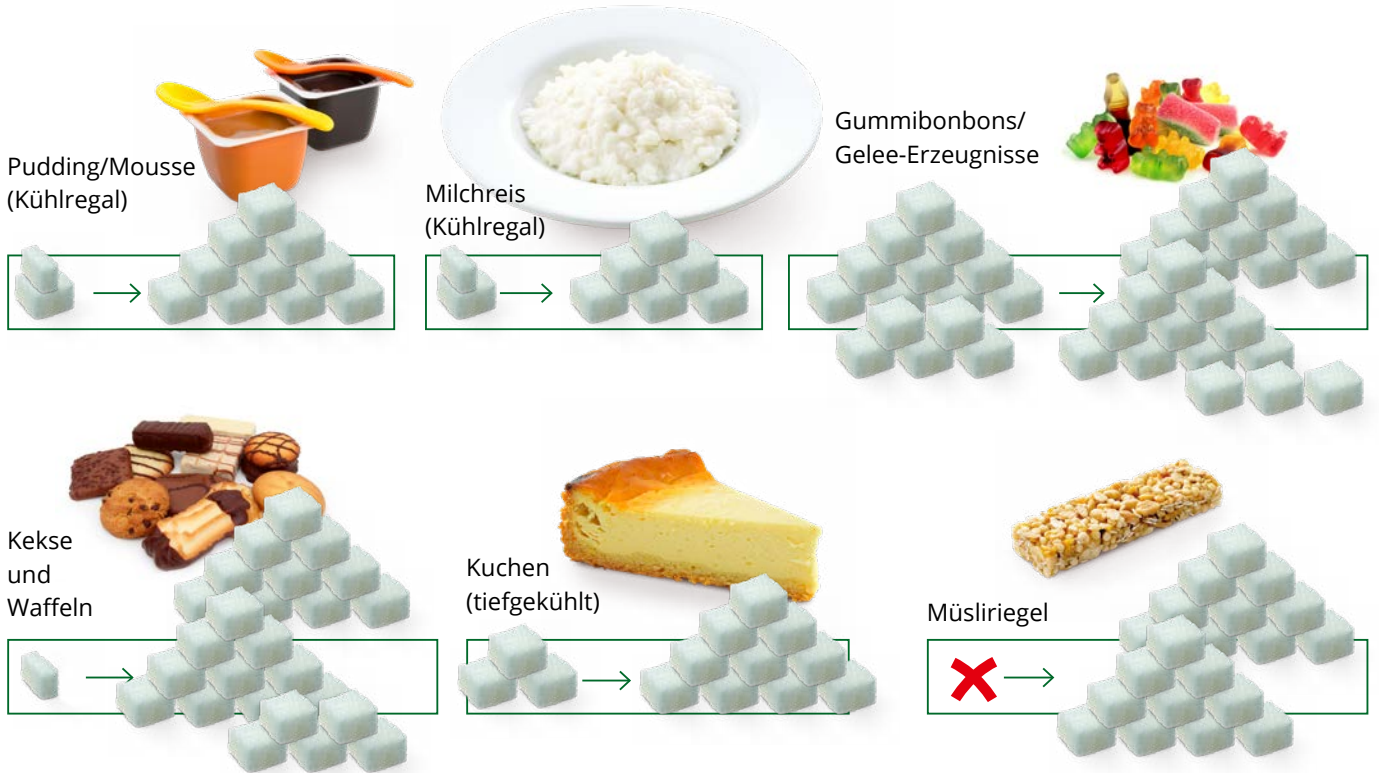 Pudding/Mousse
(Kühlregal)
Milchreis
(Kühlregal)
Gummibonbons/
Gelee-Erzeugnisse
Kekse
und
Waffeln
Kuchen
(tiefgekühlt)
Müsliriegel